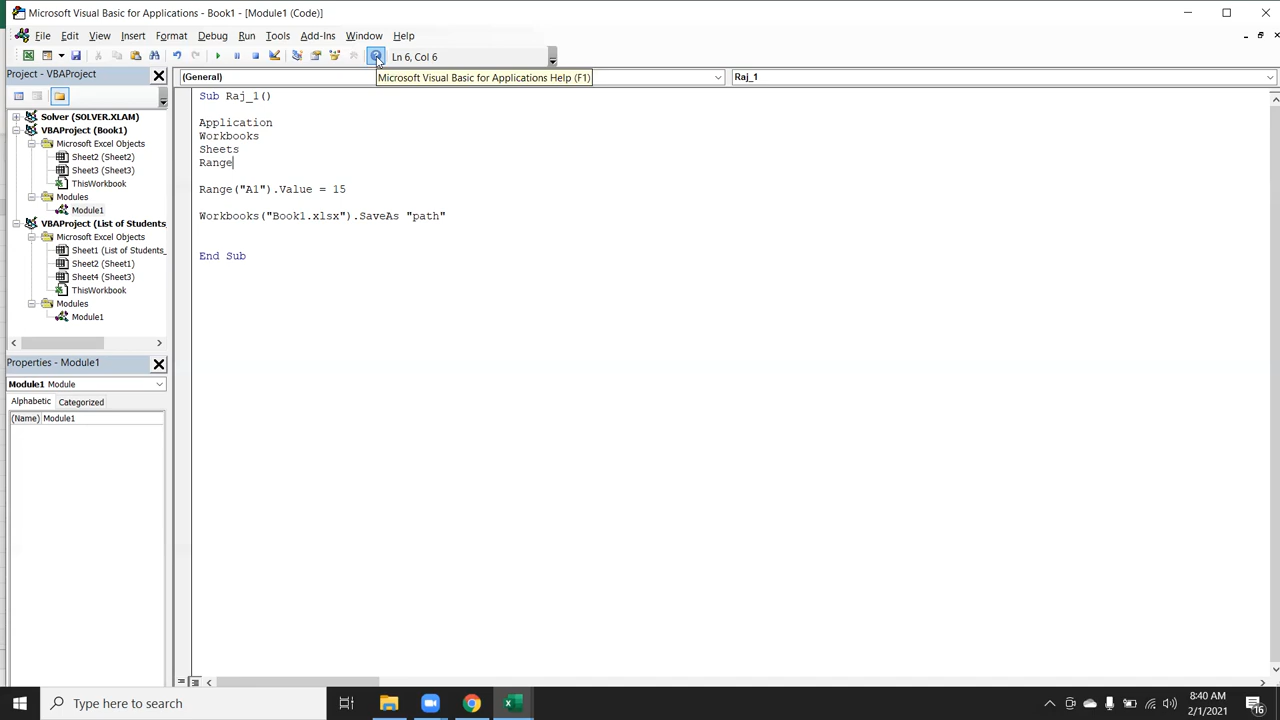 Microsoft Visual Basic for Applications - Book1 - [Module1 (Code)]
File Edit View Insert Format Debug Run Tools Add-Ins Window Help
Ln 6, Col 6
Project - VBAProject
Microsoft Visual Basic for Applications Help (F1)
(General)
Raj_1
Solver (SOLVER.XLAM)
VBAProject (Book1)
Microsoft Excel Objects
Sheet2 (Sheet2)
Sheet3 (Sheet3)
ThisWorkbook
Modules
Module1
VBAProject (List of Students_
Microsoft Excel Objects
Sheet1 (List of Students_
Sheet2 (Sheet1)
Sheet4 (Sheet3)
ThisWorkbook
Modules
Module1
Properties - Module1
Module1 Module
Alphabetic Categorized
(Name) Module1
Sub Raj_1()
Application
Workbooks
Sheets
Range
Range("A1").Value = 15
Workbooks("Book1.xlsx").SaveAs "path"
End Sub
Type here to search
8:40 AM
2/1/2021
16